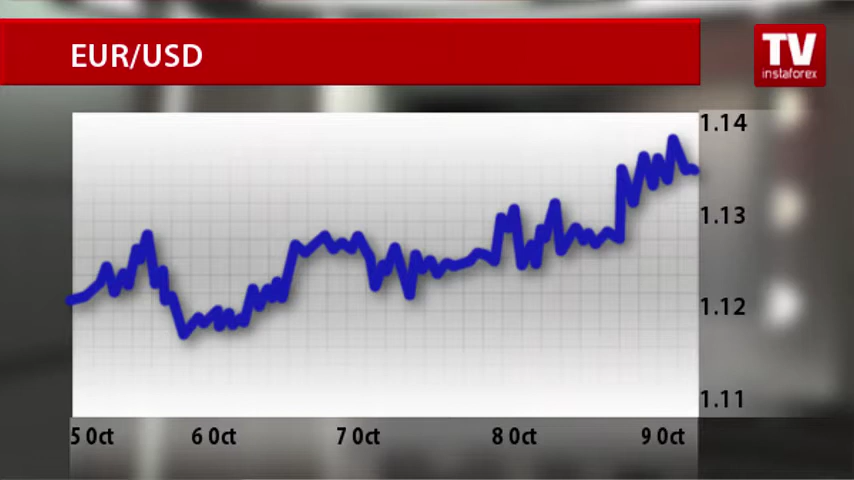 EUR/USD
TV
instaforex
1.14
1.13
1.12
1.11
5 Oct
6 Oct
7 Oct
8 Oct
9 Oct